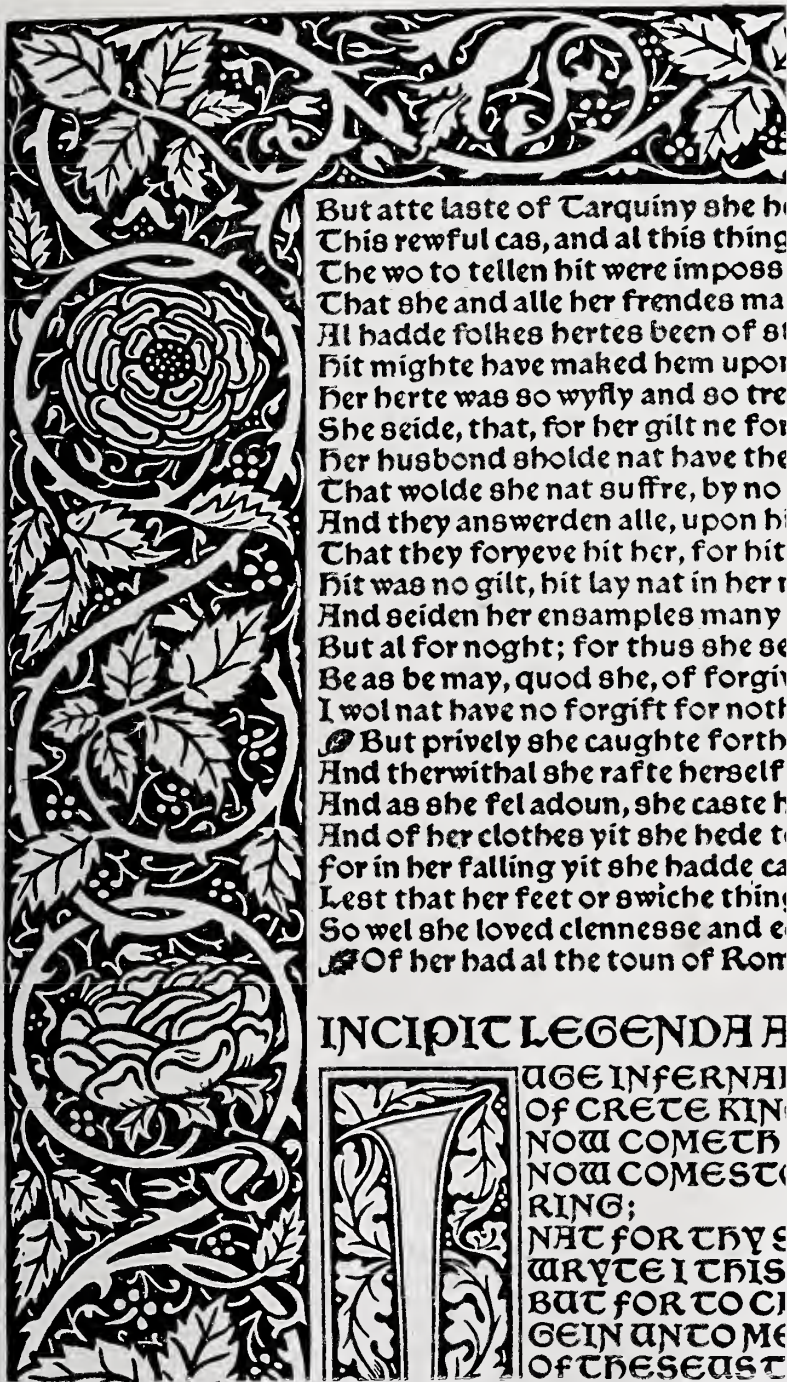 But atte laste of Tarquiny she he
This rewful cas, and al this thing
The wo to tellen hit were imposs
That she and alle her frendes ma
Al hadde folkes hertes been of st
Hit mighte have maked hem upon
Her herte was so wyfly and so tre
She seide, that, for her gilt ne for
Her husbond sholde nat have the
That wolde she nat suffre, by no
And they answerden alle, upon hi
That they foryeve hit her, for hit
Hit was no gilt, hit lay nat in her m
And seiden her ensamples many
But al for noght; for thus she se
Be as be may, quod she, of forgiv
I wol nat have no forgift for noth
But prively she caughte forth
And therwithal she rafte herself
And as she fel adoun, she caste h
And of her clothes yit she hede t
For in her falling yit she hadde ca
Lest that her feet or swiche thing
So wel she loved clennesse and e
Of her had al the toun of Rom
INCIPIT LEGENDA A
JUGE INFERNAL
OF CRETE KIN
NOW COMETH
NOW COMEST
RING;
NAT FOR THY S
WRYTE I THIS
BUT FOR TO CL
GEIN UNTO ME
OF THESEUS T